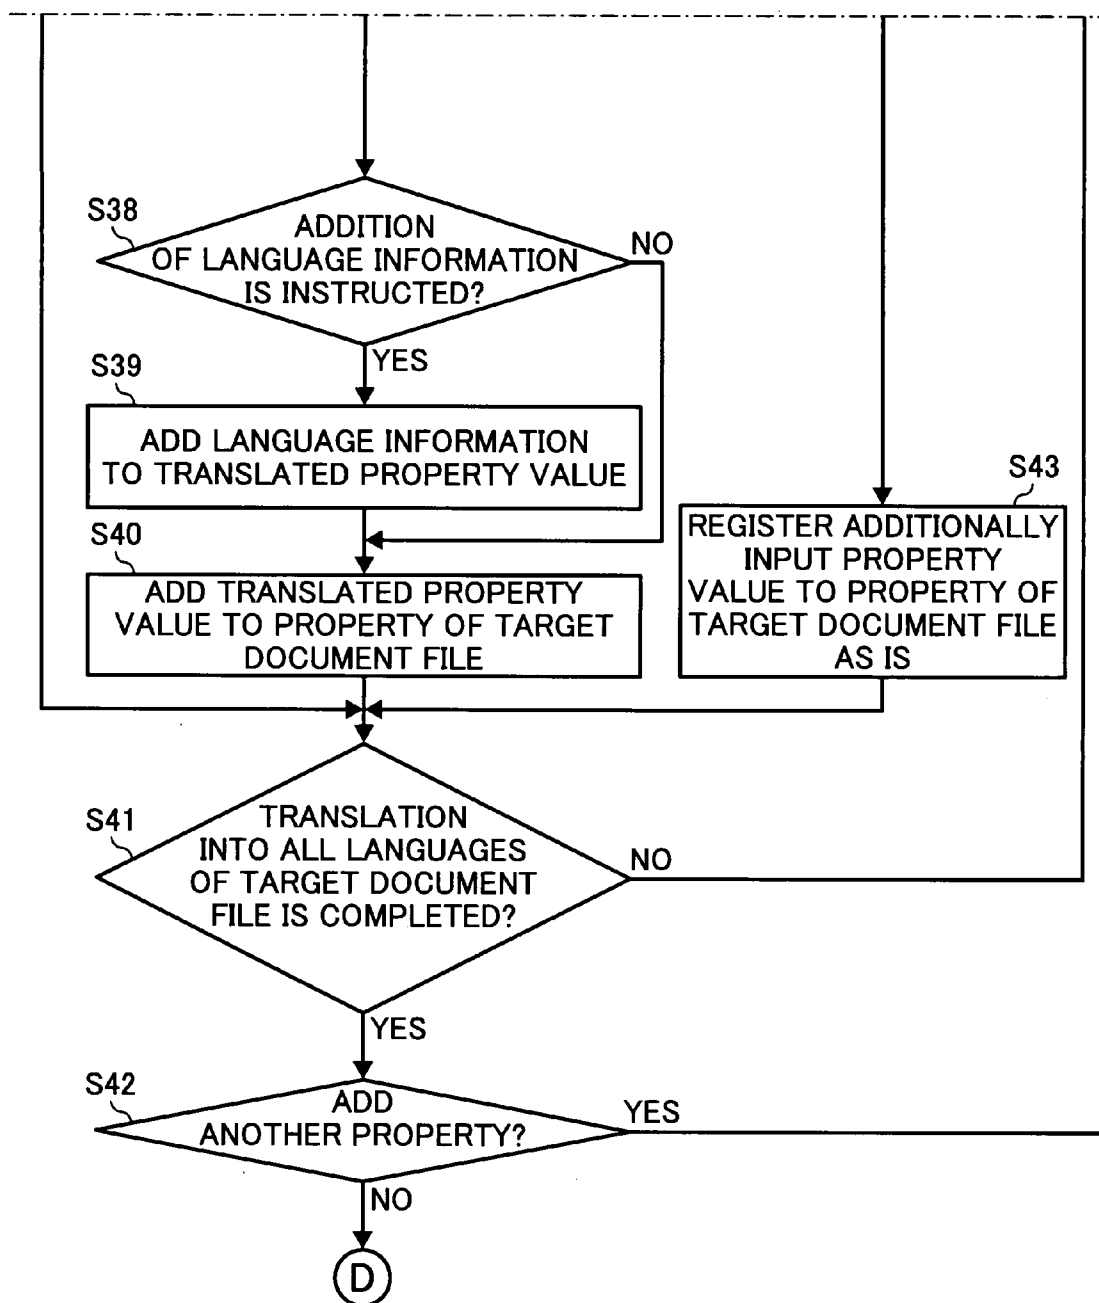 S38
ADDITION
OF LANGUAGE INFORMATION
IS INSTRUCTED?
NO
YES
S39
ADD LANGUAGE INFORMATION
TO TRANSLATED PROPERTY VALUE
S40
ADD TRANSLATED PROPERTY
VALUE TO PROPERTY OF TARGET
DOCUMENT FILE
S43
REGISTER ADDITIONALLY
INPUT PROPERTY
VALUE TO PROPERTY OF
TARGET DOCUMENT FILE
AS IS
S41
TRANSLATION
INTO ALL LANGUAGES
OF TARGET DOCUMENT
FILE IS COMPLETED?
NO
YES
S42
ADD
ANOTHER PROPERTY?
YES
NO
D